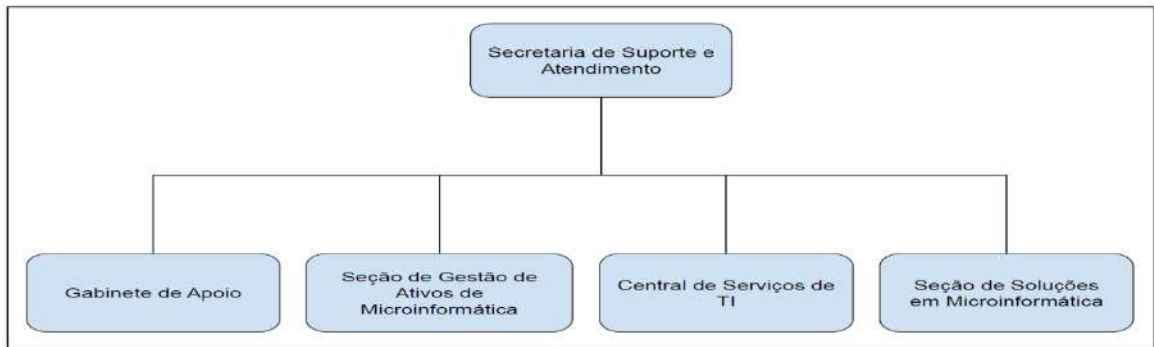 Secretaria de Suporte e
Atendimento
Gabinete de Apoio
Seção de Gestão de
Ativos de
Microinformática
Central de Serviços de
TI
Seção de Soluções
em Microinformática